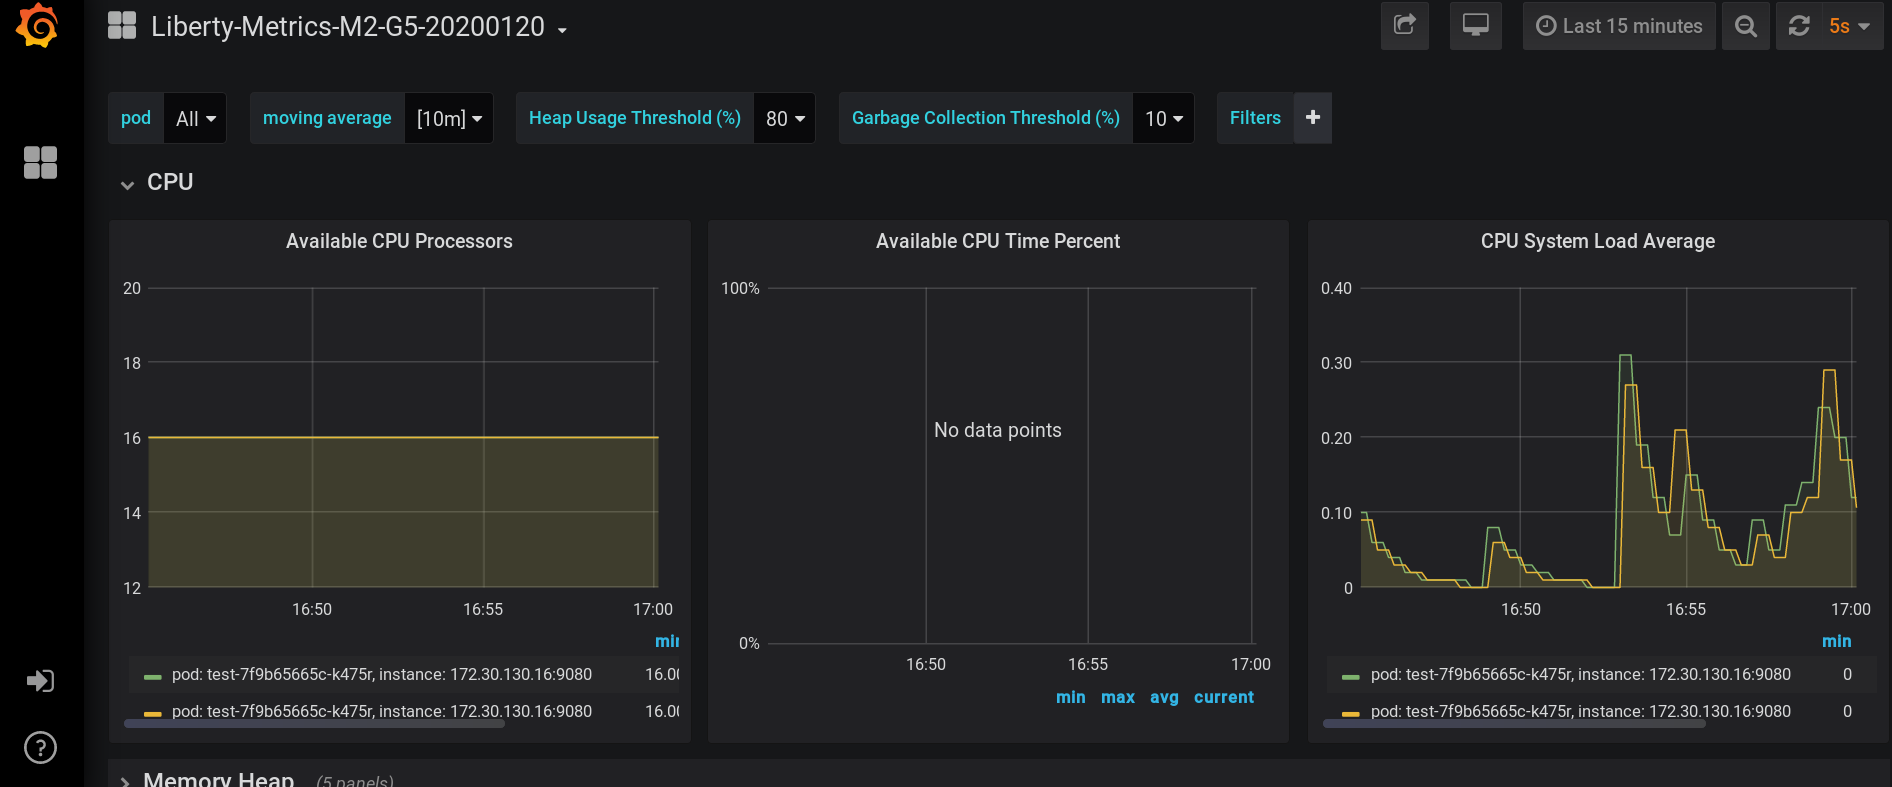 Liberty-Metrics-M2-G5-20200120
Last 15 minutes
5s
pod All
moving average [10m]
Heap Usage Threshold (%) 80
Garbage Collection Threshold (%) 10
Filters +
CPU
Available CPU Processors
20
18
16
14
12
16:50 16:55 17:00
min
pod: test-7f9b65665c-k475r, instance: 172.30.130.16:9080 16.00
pod: test-7f9b65665c-k475r, instance: 172.30.130.16:9080 16.00
Available CPU Time Percent
100%
No data points
0%
16:50 16:55 17:00
min max avg current
CPU System Load Average
0.40
0.30
0.20
0.10
0
16:50 16:55 17:00
min
pod: test-7f9b65665c-k475r, instance: 172.30.130.16:9080 0
pod: test-7f9b65665c-k475r, instance: 172.30.130.16:9080 0
?
Memory Heap (5 panels)